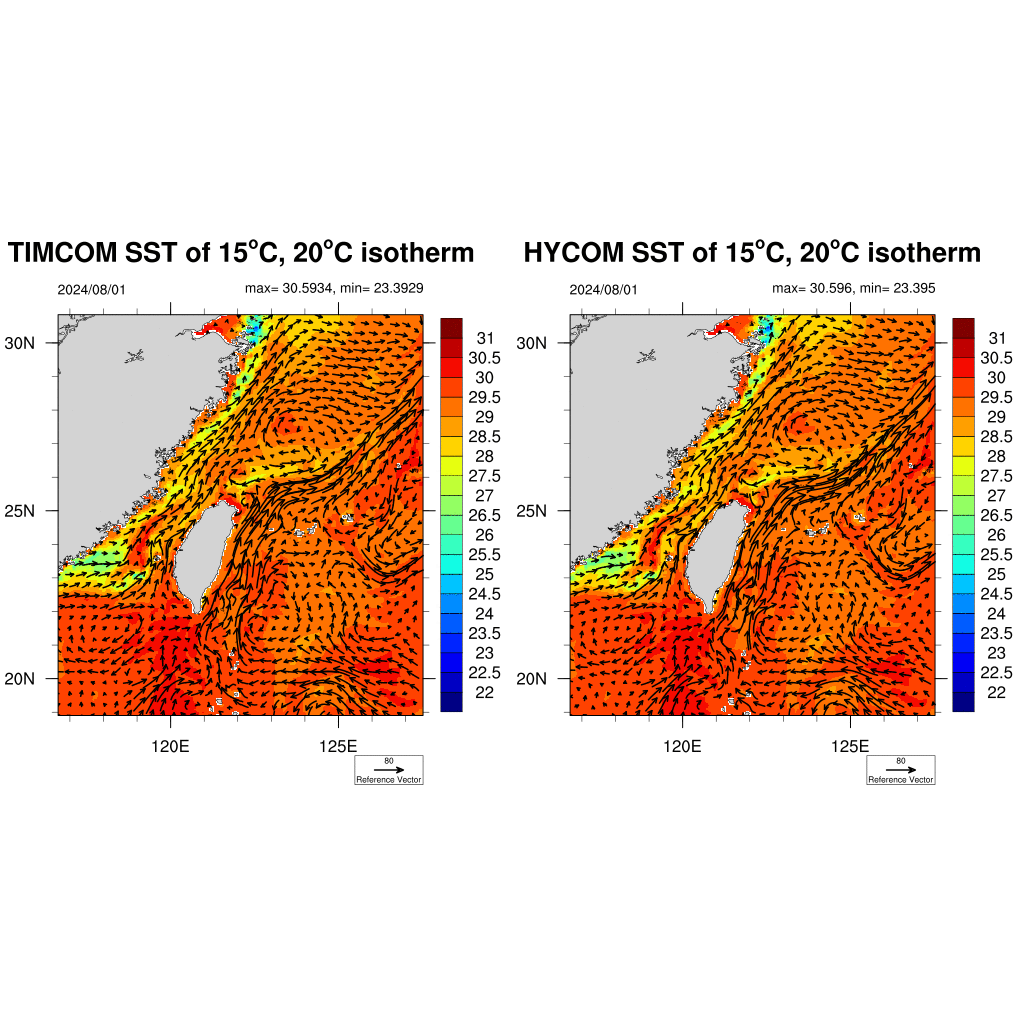 TIMCOM SST of 15°C, 20°C isotherm
2024/08/01 max= 30.5934, min= 23.3929
30N
25N
20N
120E 125E
31
30.5
30
29.5
29
28.5
28
27.5
27
26.5
26
25.5
25
24.5
24
23.5
23
22.5
22
80
Reference Vector
HYCOM SST of 15°C, 20°C isotherm
2024/08/01 max= 30.596, min= 23.395
30N
25N
20N
120E 125E
31
30.5
30
29.5
29
28.5
28
27.5
27
26.5
26
25.5
25
24.5
24
23.5
23
22.5
22
80
Reference Vector